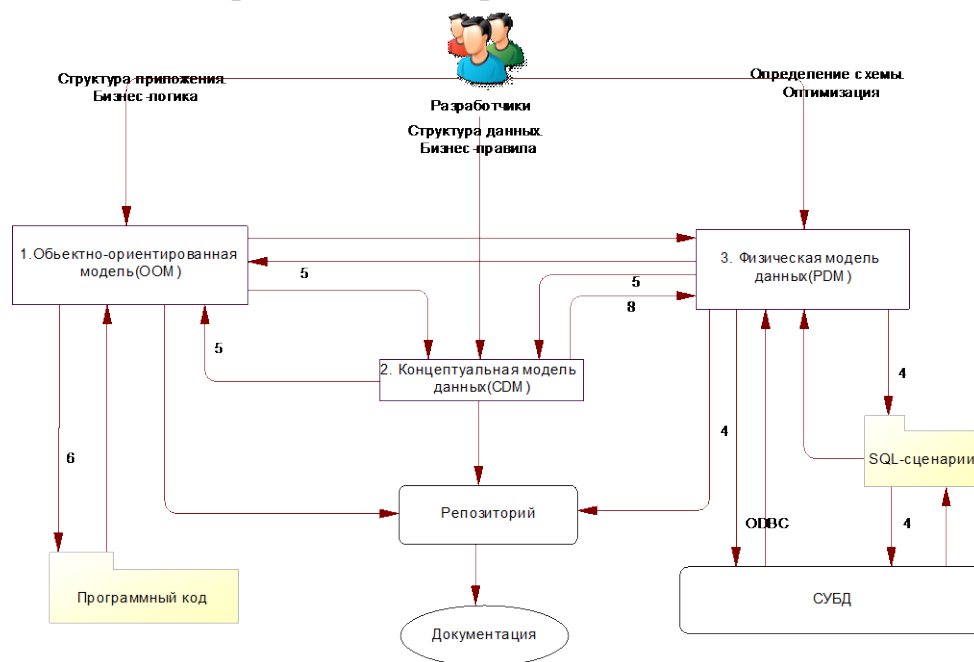 Структура приложения.
Бизнес-логика
Разработчики
Структура данных.
Бизнес-правила
Определение схемы.
Оптимизация
1.Обьектно-ориентированная
модель(ООМ)
3. Физическая модель
данных(PDM)
5
5
8
5
2. Концептуальная модель
данных(CDM)
4
4
6
SQL-сценарии
Репозиторий
ODBC
4
Программный код
СУБД
Документация